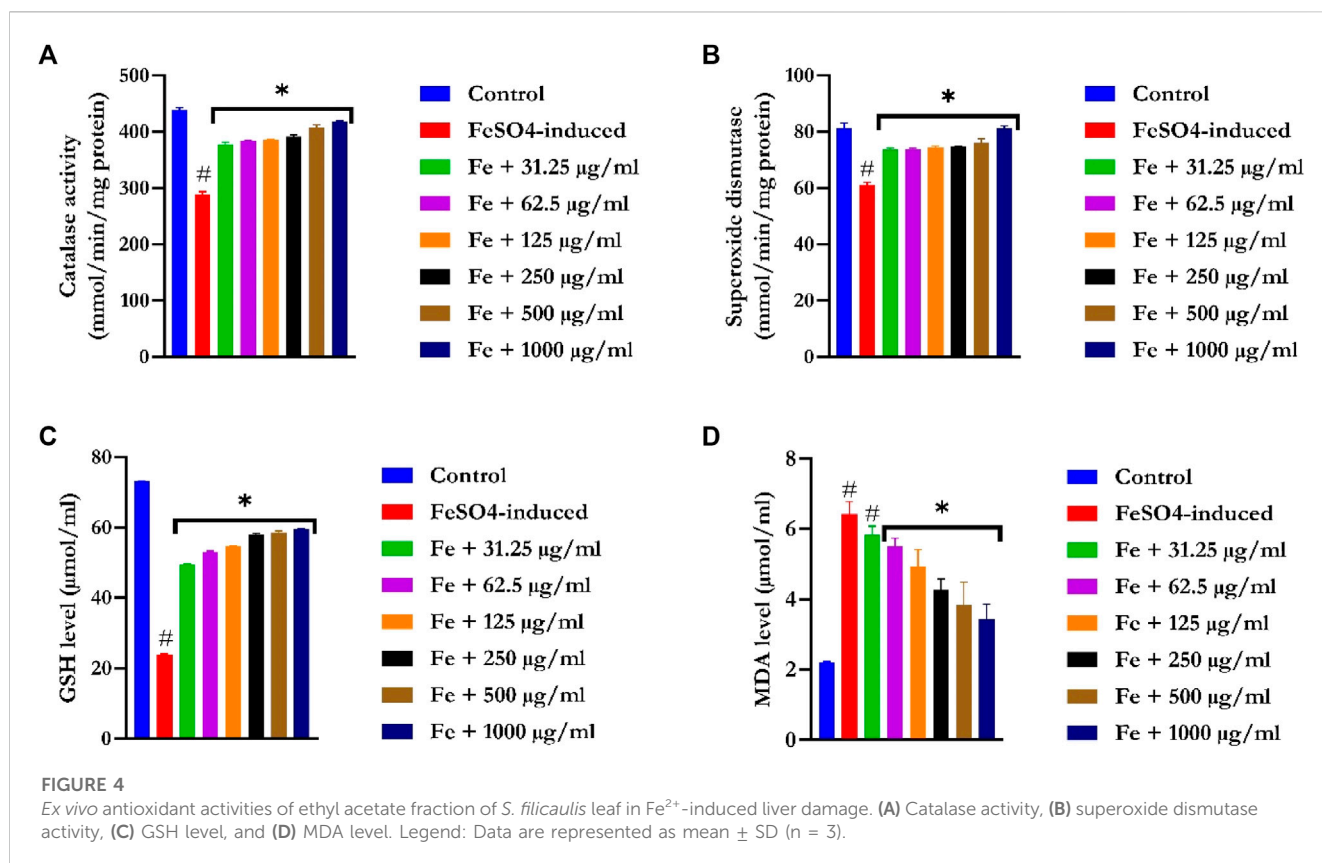 A
Catalase activity
(mmol/min/mg protein)
500
400
300
200
100
0
#
*
Control
FeSO4-induced
Fe + 31.25 µg/ml
Fe + 62.5 µg/ml
Fe + 125 µg/ml
Fe + 250 µg/ml
Fe + 500 µg/ml
Fe + 1000 µg/ml
B
Superoxide dismutase
(mmol/min/mg protein)
100
80
60
40
20
0
#
*
Control
FeSO4-induced
Fe + 31.25 µg/ml
Fe + 62.5 µg/ml
Fe + 125 µg/ml
Fe + 250 µg/ml
Fe + 500 µg/ml
Fe + 1000 µg/ml
C
GSH level (µmol/ml)
80
60
40
20
0
#
*
Control
FeSO4-induced
Fe + 31.25 µg/ml
Fe + 62.5 µg/ml
Fe + 125 µg/ml
Fe + 250 µg/ml
Fe + 500 µg/ml
Fe + 1000 µg/ml
D
MDA level (µmol/ml)
8
6
4
2
0
#
#
*
Control
FeSO4-induced
Fe + 31.25 µg/ml
Fe + 62.5 µg/ml
Fe + 125 µg/ml
Fe + 250 µg/ml
Fe + 500 µg/ml
Fe + 1000 µg/ml
FIGURE 4
Ex vivo antioxidant activities of ethyl acetate fraction of S. filicaulis leaf in Fe²⁺-induced liver damage. (A) Catalase activity, (B) superoxide dismutase
activity, (C) GSH level, and (D) MDA level. Legend: Data are represented as mean ± SD (n = 3).